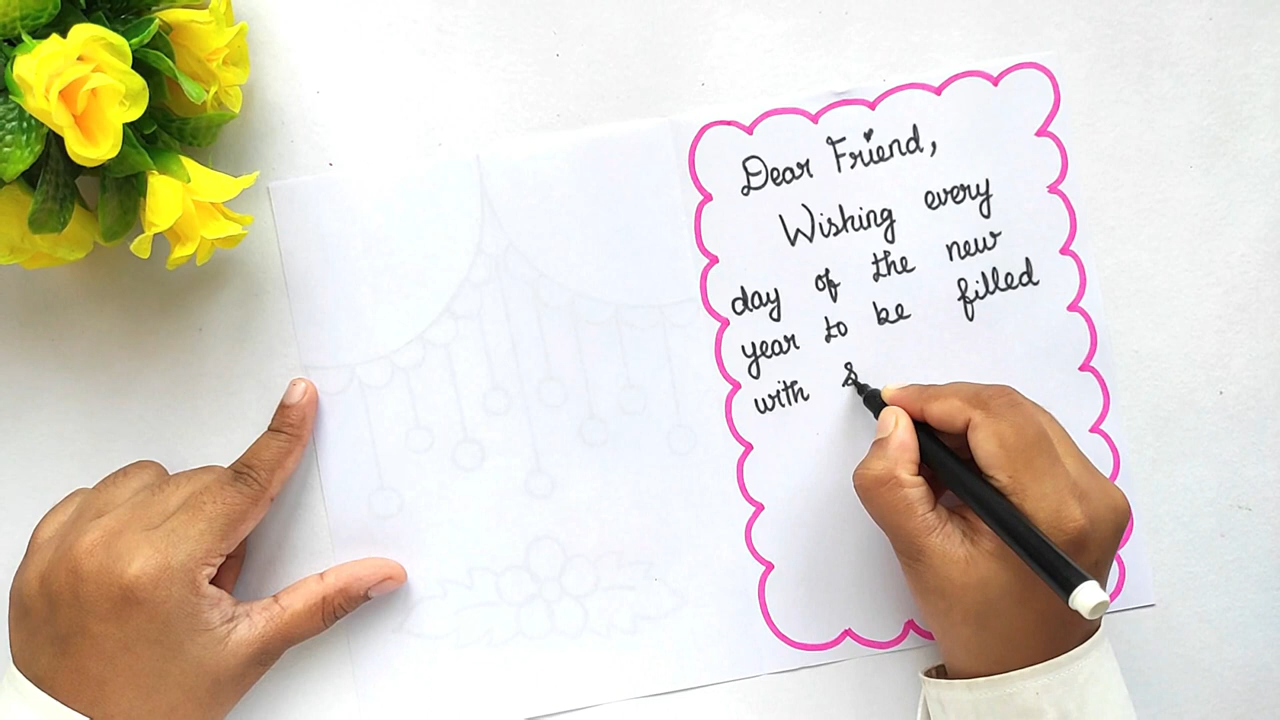 Dear Friend,
Wishing every
day of the new
year to be filled
with s